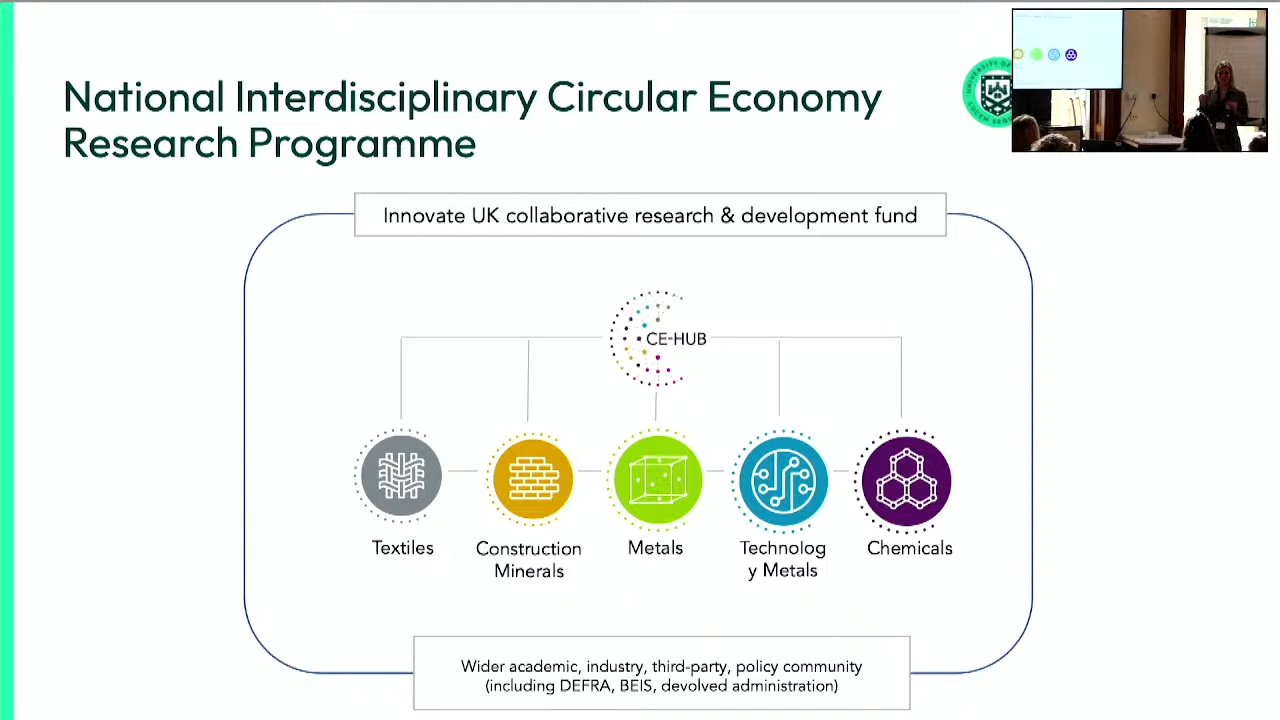 National Interdisciplinary Circular Economy
Research Programme
Innovate UK collaborative research & development fund
CE-HUB
Textiles
Construction
Minerals
Metals
Technolog
y Metals
Chemicals
Wider academic, industry, third-party, policy community
(including DEFRA, BEIS, devolved administration)